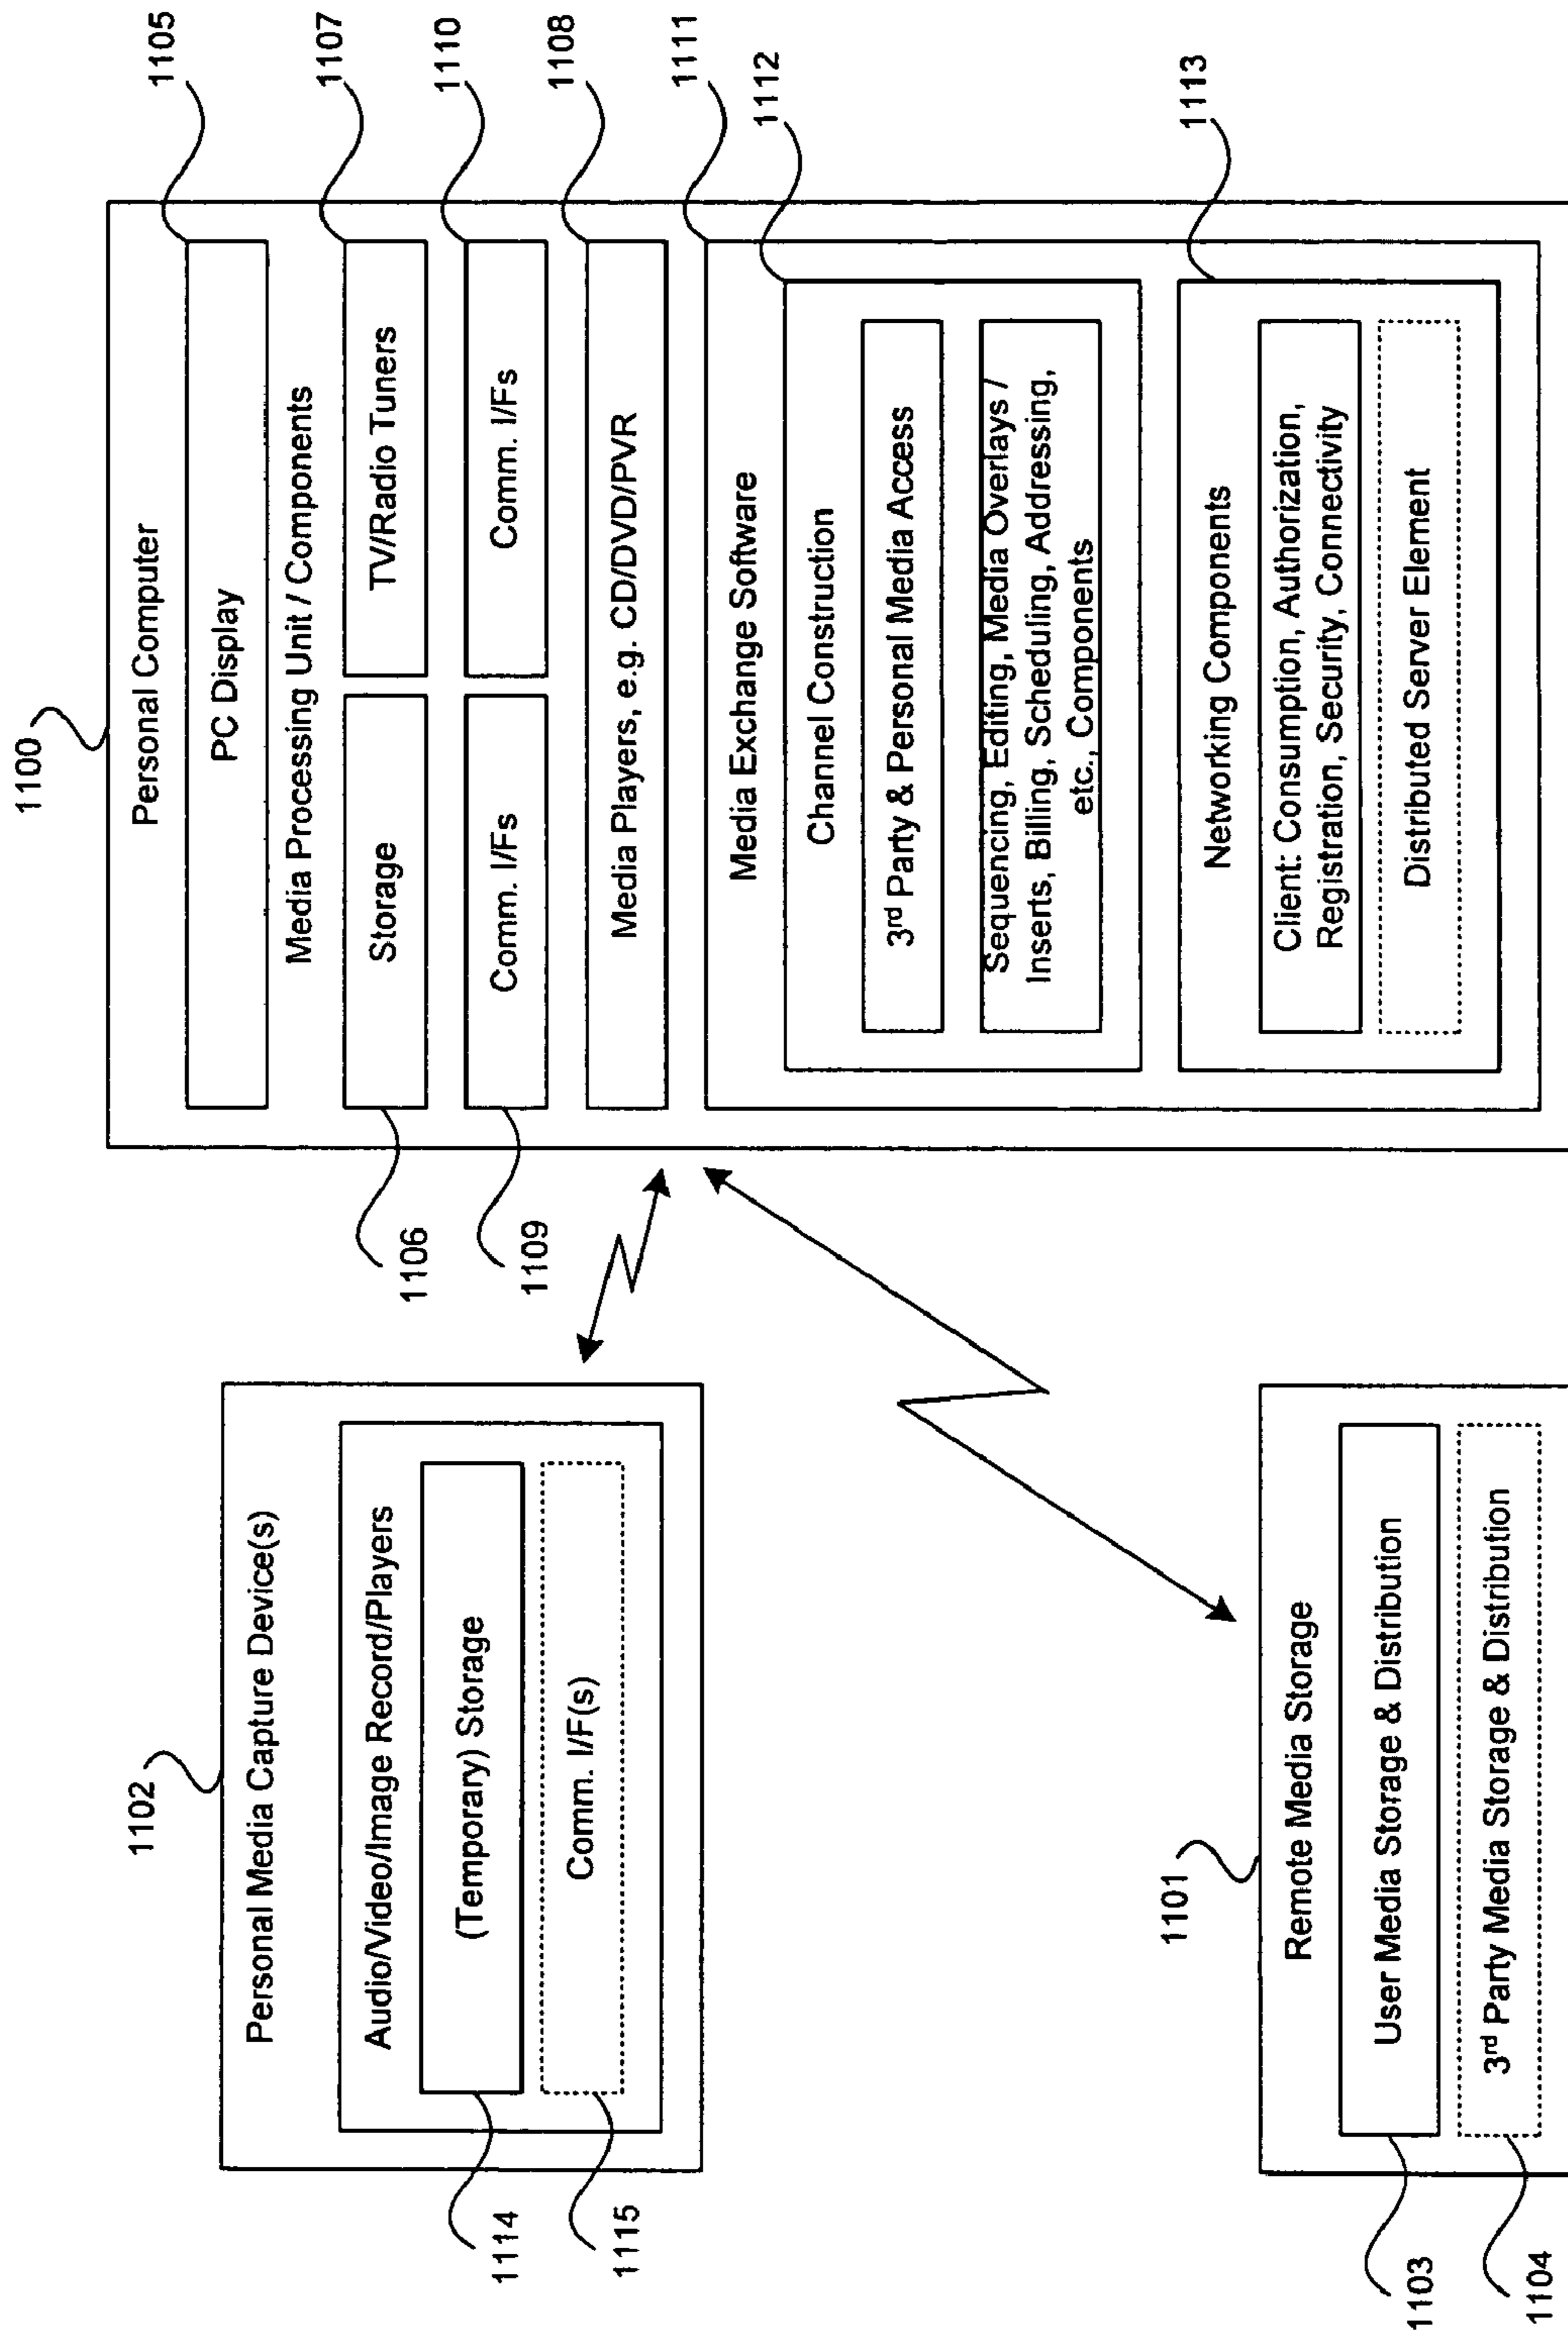 1100
Personal Computer
PC Display
1105
Media Processing Unit / Components
Storage
TV/Radio Tuners
1106
1107
Comm. I/Fs
Comm. I/Fs
1109
1110
Media Players, e.g. CD/DVD/PVR
1108
Media Exchange Software
1111
Channel Construction
1112
3rd Party & Personal Media Access
Sequencing, Editing, Media Overlays /
Inserts, Billing, Scheduling, Addressing,
etc., Components
Networking Components
1113
Client: Consumption, Authorization,
Registration, Security, Connectivity
Distributed Server Element
1102
Personal Media Capture Device(s)
Audio/Video/Image Record/Players
(Temporary) Storage
1114
Comm. I/F(s)
1115
1101
Remote Media Storage
User Media Storage & Distribution
1103
3rd Party Media Storage & Distribution
1104